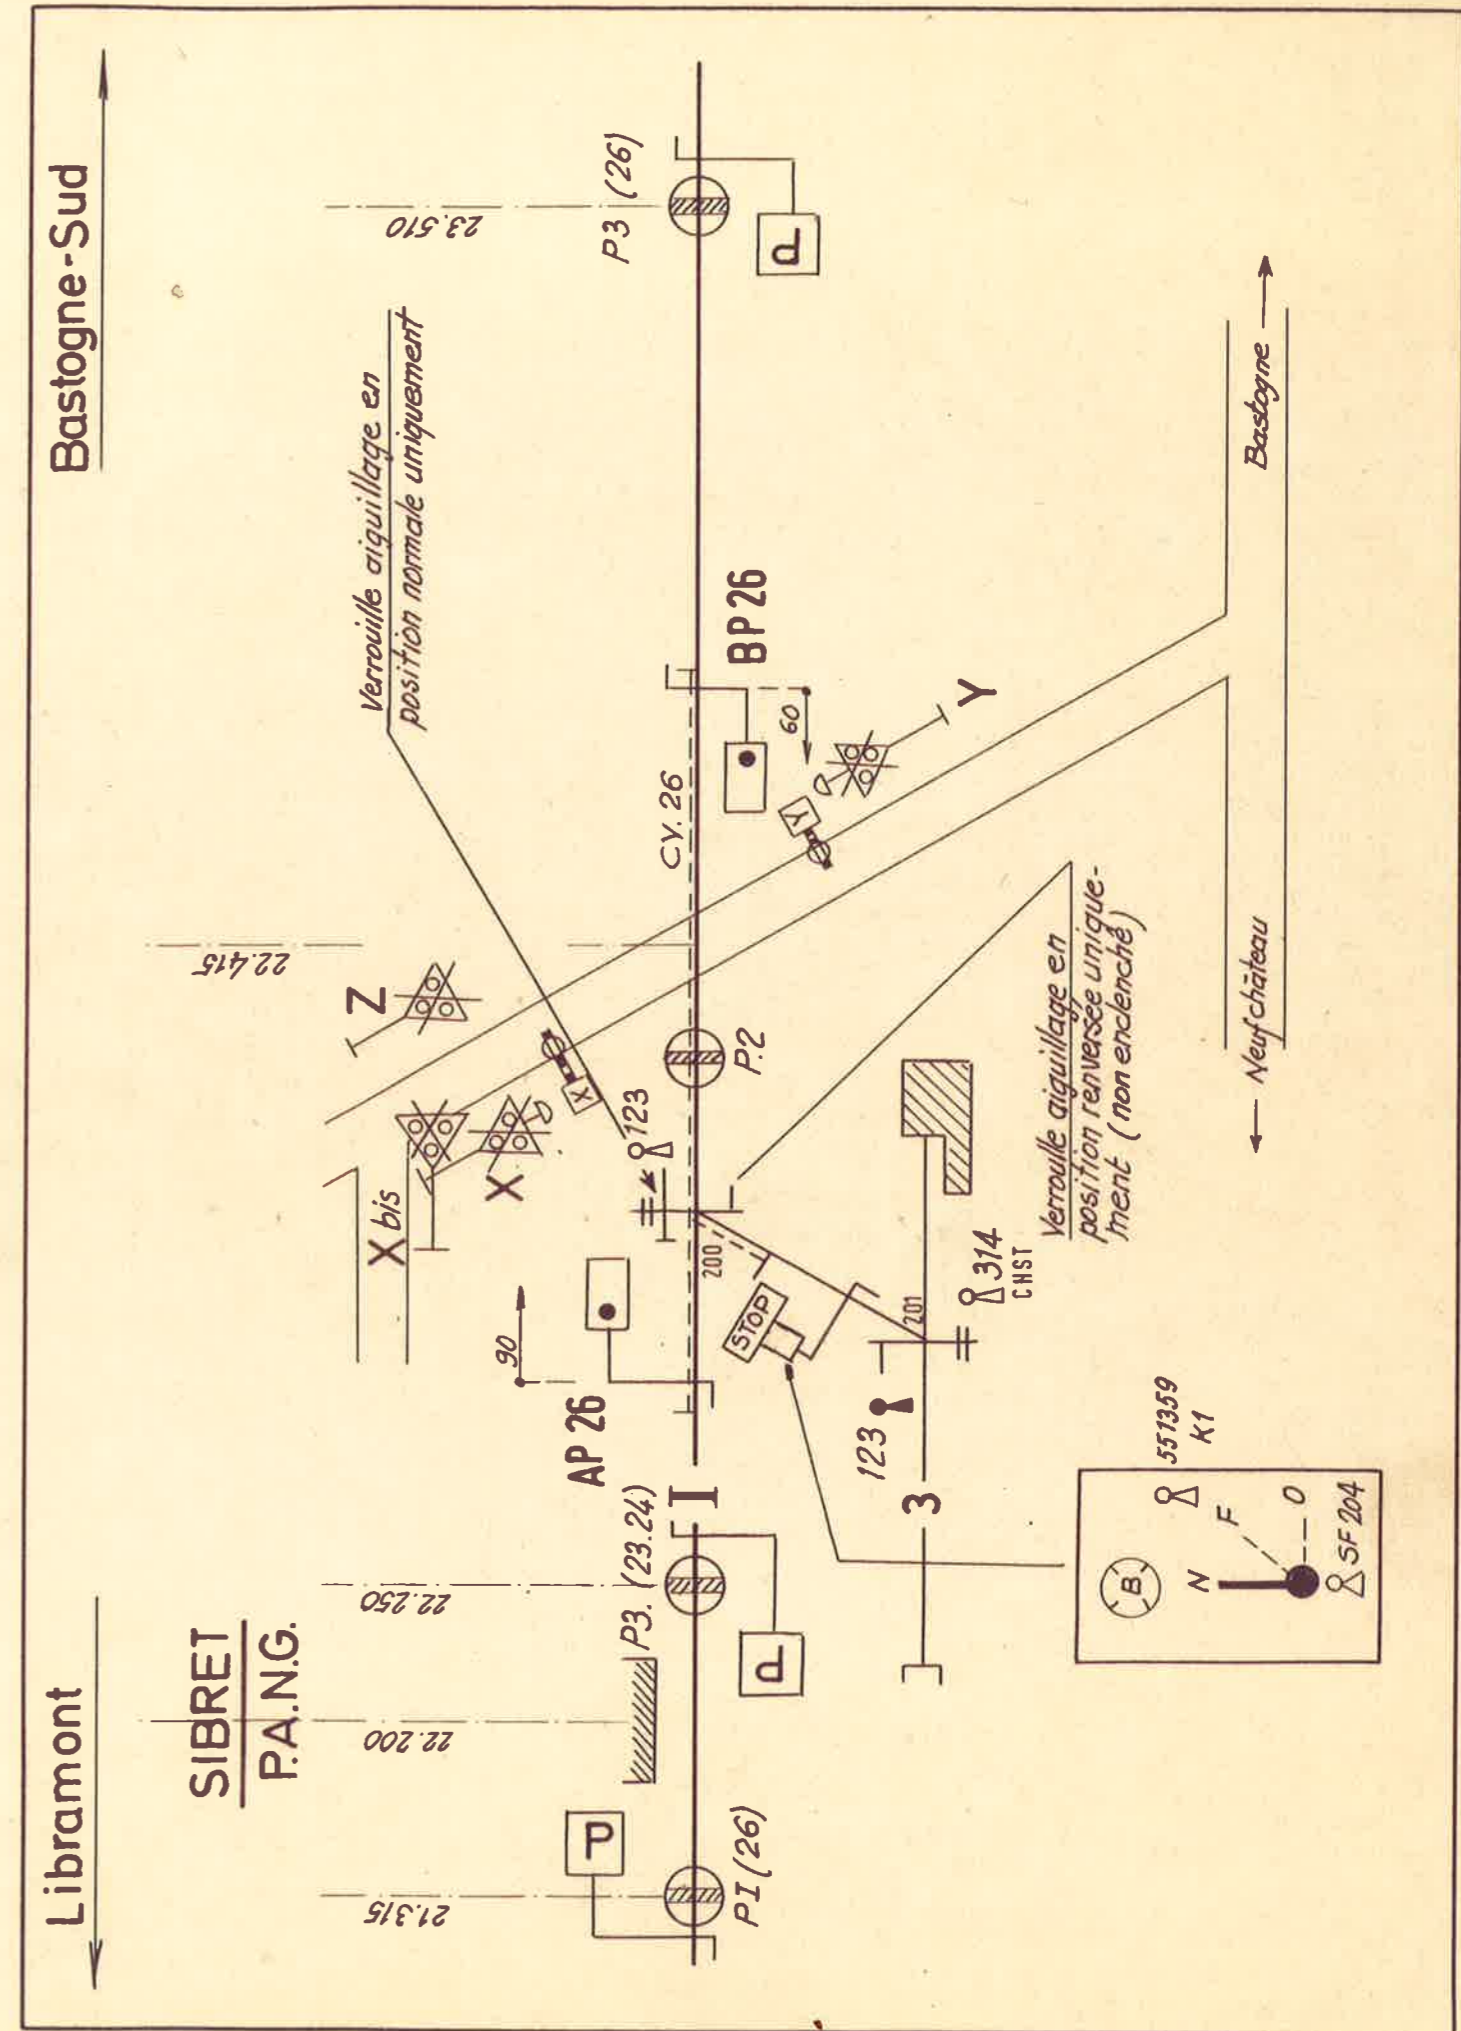 Libramont
Bastogne-Sud
SIBRET
P.A.N.G.
21.315
22.200
22.250
22.415
23.510
Verrouille aiguillage en
position normale uniquement
X bis
Z
X
X
90
P
AP 26
123
PI (26)
P3. (23.24)
I
200
P.2
CY. 26
BP 26
P3 (26)
P
P
STOP
60
Y
Y
123
201
3
314
CHST
Verrouille aiguillage en
position renversée unique-
ment (non enclenché)
551359
K1
B
N
F
O
SF 204
Neufchâteau
Bastogne